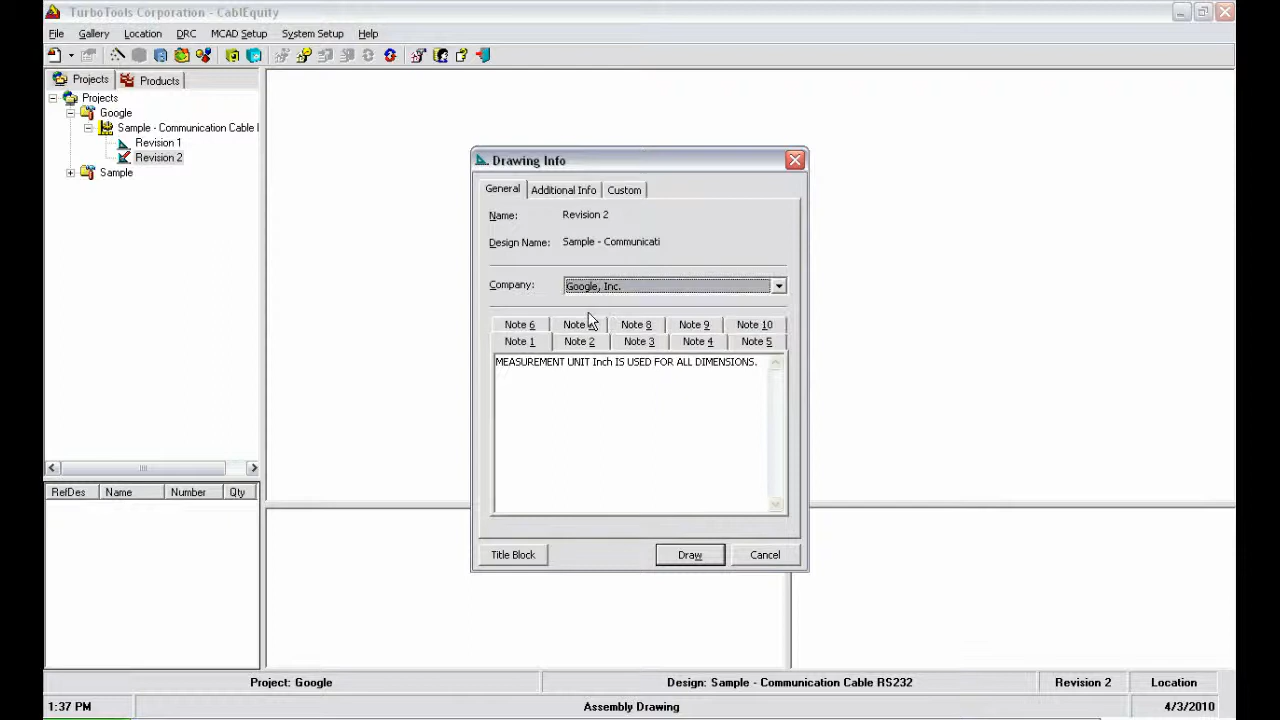 TurboTools Corporation - CablEquity
File Gallery Location DRC MCAD Setup System Setup Help
Projects Products
Projects
Google
Sample - Communication Cable
Revision 1
Revision 2
Sample
RefDes Name Number Qty
Drawing Info
General Additional Info Custom
Name: Revision 2
Design Name: Sample - Communicati
Company: Google, Inc.
Note 6 Note Note 8 Note 9 Note 10
Note 1 Note 2 Note 3 Note 4 Note 5
MEASUREMENT UNIT Inch IS USED FOR ALL DIMENSIONS.
Title Block Draw Cancel
Project: Google Design: Sample - Communication Cable RS232 Revision 2 Location
1:37 PM Assembly Drawing 4/3/2010